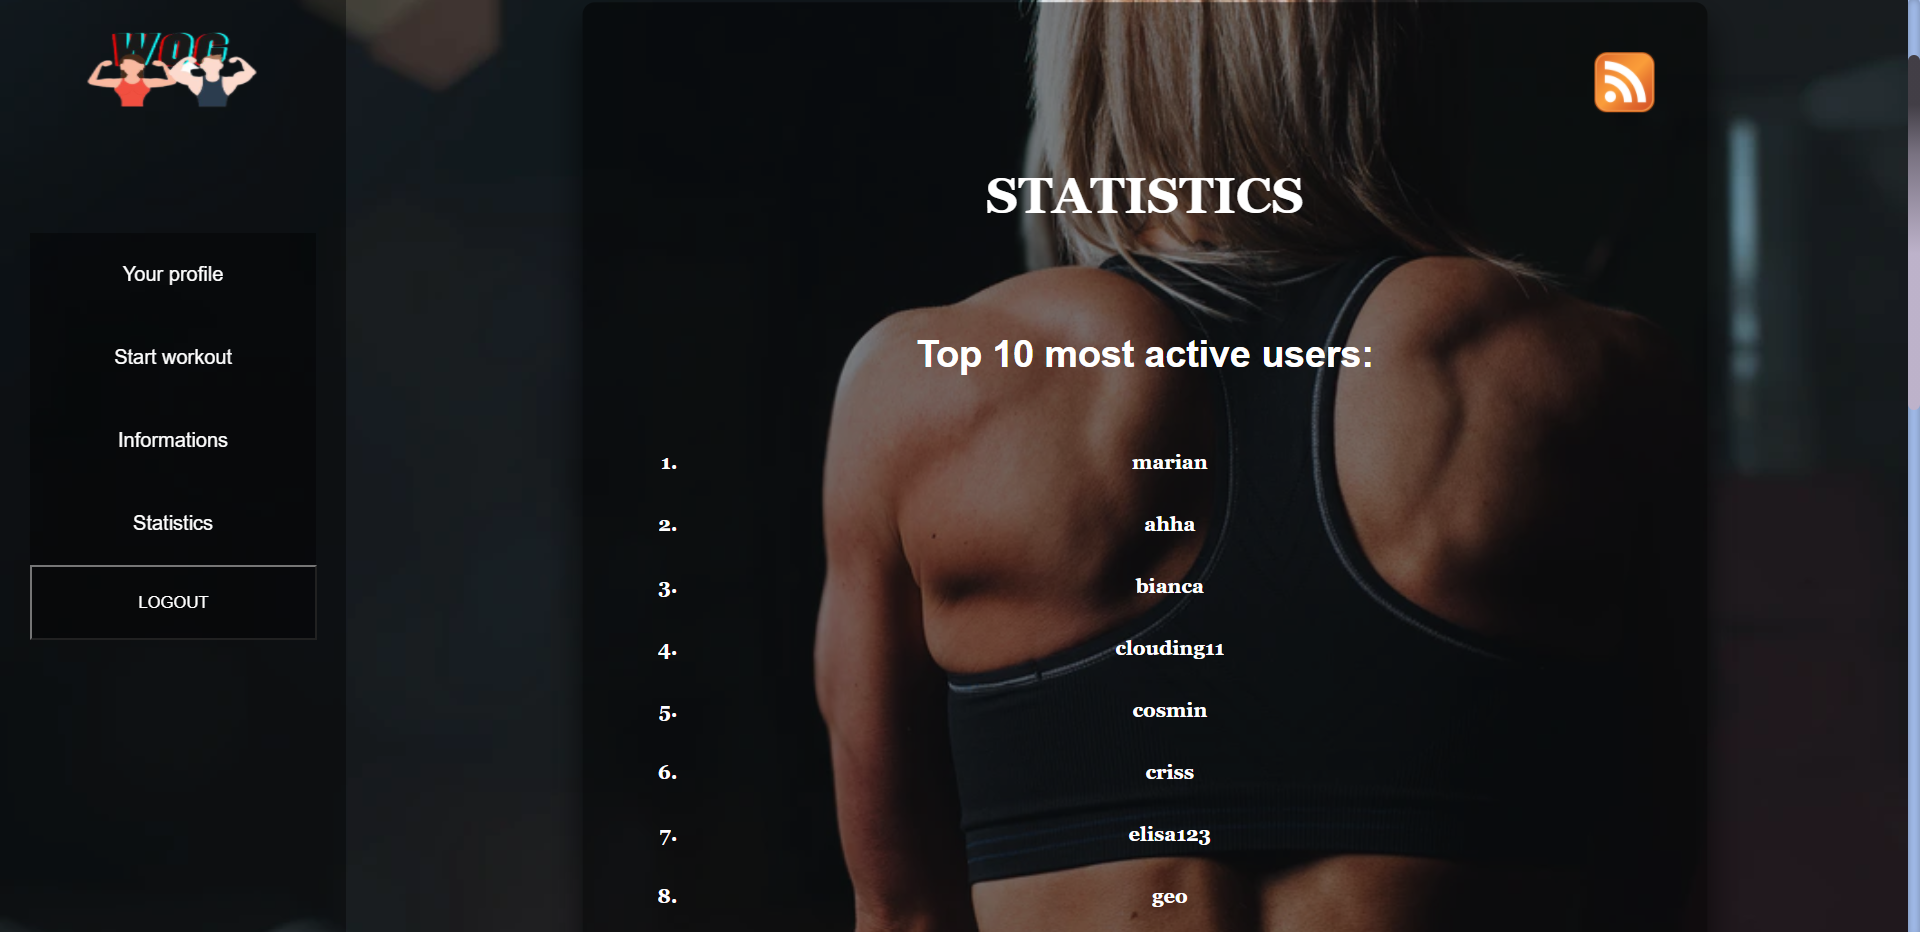 WOG
Your profile
Start workout
Informations
Statistics
LOGOUT
STATISTICS
Top 10 most active users:
1. marian
2. ahha
3. bianca
4. clouding11
5. cosmin
6. criss
7. elisa123
8. geo